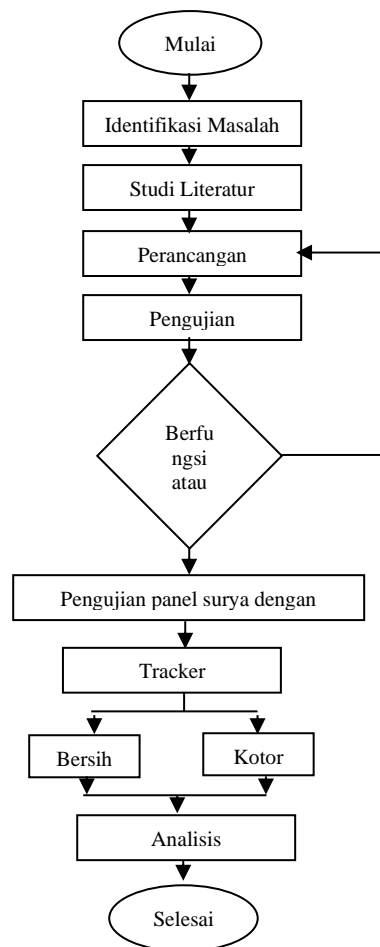 Mulai
Identifikasi Masalah
Studi Literatur
Perancangan
Pengujian
Berfu
ngsi
atau
Pengujian panel surya dengan
Tracker
Bersih
Kotor
Analisis
Selesai